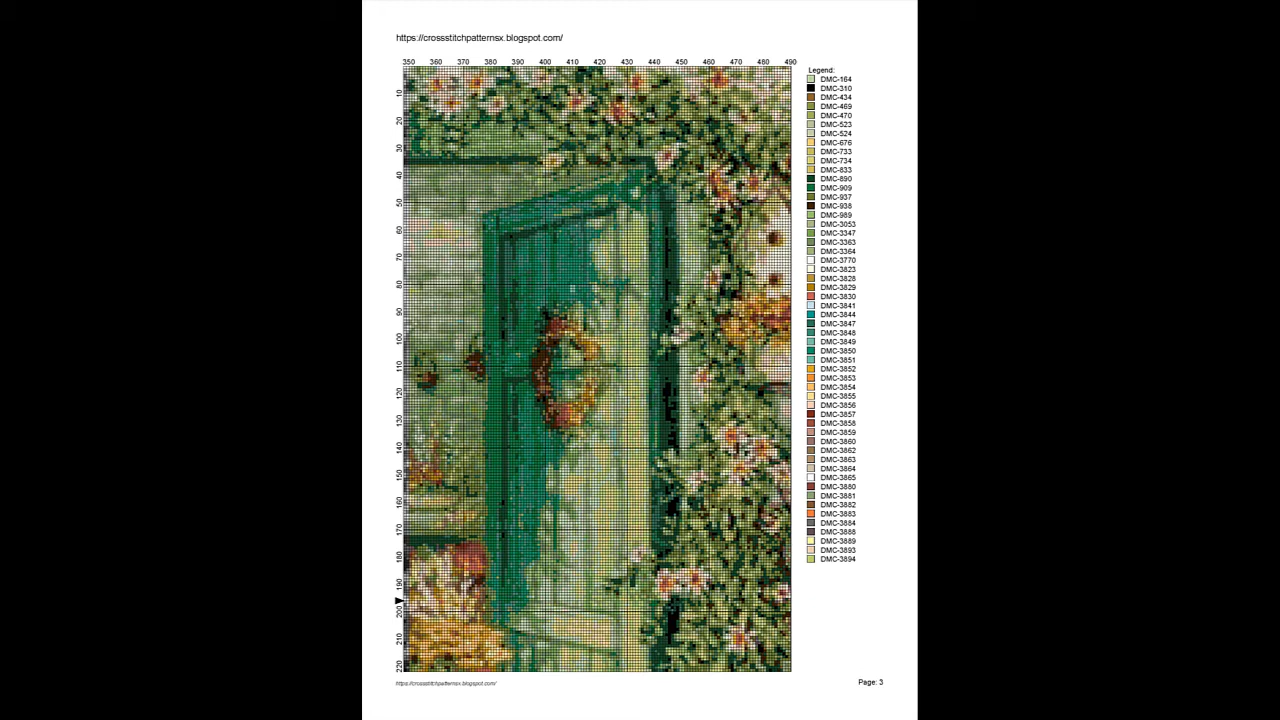 https://crossstitchpatternsx.blogspot.com/
350 360 370 380 390 400 410 420 430 440 450 460 470 480 490
10
20
30
40
50
60
70
80
90
100
110
120
130
140
150
160
170
180
190
200
210
220
Legend:
DMC-164
DMC-310
DMC-434
DMC-469
DMC-470
DMC-523
DMC-524
DMC-676
DMC-733
DMC-734
DMC-833
DMC-890
DMC-909
DMC-937
DMC-938
DMC-989
DMC-3053
DMC-3347
DMC-3363
DMC-3364
DMC-3770
DMC-3823
DMC-3828
DMC-3829
DMC-3830
DMC-3841
DMC-3844
DMC-3847
DMC-3848
DMC-3849
DMC-3850
DMC-3851
DMC-3852
DMC-3853
DMC-3854
DMC-3855
DMC-3856
DMC-3857
DMC-3858
DMC-3859
DMC-3860
DMC-3862
DMC-3863
DMC-3864
DMC-3865
DMC-3880
DMC-3881
DMC-3882
DMC-3883
DMC-3884
DMC-3888
DMC-3889
DMC-3893
DMC-3894
https://crossstitchpatternsx.blogspot.com/
Page: 3